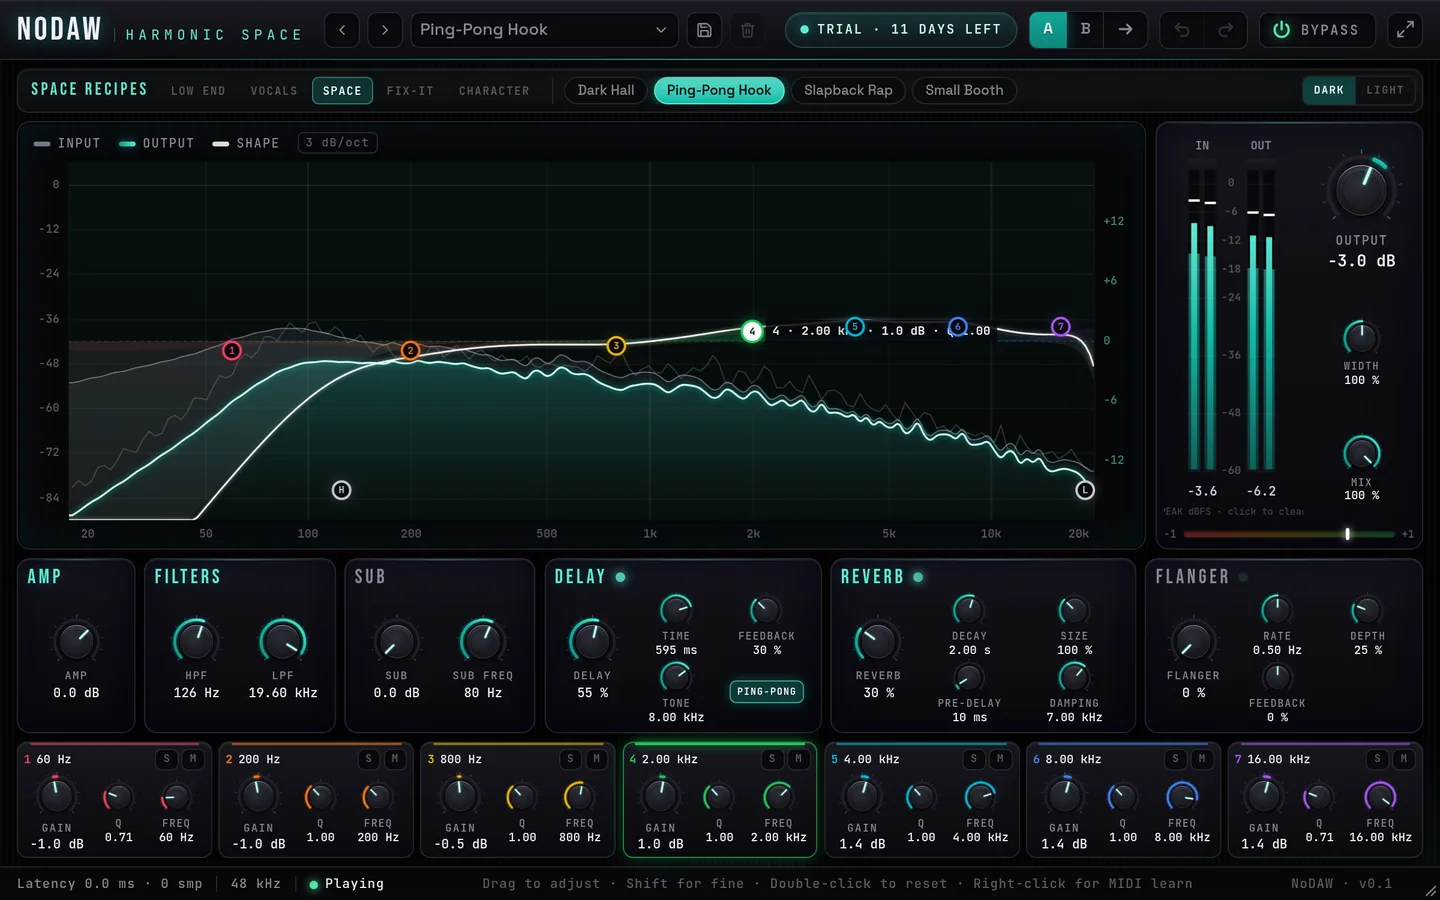 NODAW HARMONIC SPACE
Ping-Pong Hook
TRIAL · 11 DAYS LEFT
A B
BYPASS
SPACE RECIPES LOW END VOCALS SPACE FIX-IT CHARACTER
Dark Hall Ping-Pong Hook Slapback Rap Small Booth
DARK LIGHT
INPUT OUTPUT SHAPE 3 dB/oct
0
-12
-24
-36
-48
-60
-72
-84
+12
+6
0
-6
-12
1 2 3 4 5 6 7
4 · 2.00 · 1.0 dB · 00
H L
20 50 100 200 500 1k 2k 5k 10k 20k
IN OUT
0
-6
-12
-18
-24
-36
-48
-60
-3.6 -6.2
EAK dBFS · click to clea
-1 +1
OUTPUT
-3.0 dB
WIDTH
100 %
MIX
100 %
AMP
AMP
0.0 dB
FILTERS
HPF LPF
126 Hz 19.60 kHz
SUB
SUB SUB FREQ
0.0 dB 80 Hz
DELAY
DELAY
55 %
TIME
595 ms
FEEDBACK
30 %
TONE
8.00 kHz
PING-PONG
REVERB
REVERB
30 %
DECAY
2.00 s
SIZE
100 %
PRE-DELAY
10 ms
DAMPING
7.00 kHz
FLANGER
FLANGER
0 %
RATE
0.50 Hz
DEPTH
25 %
FEEDBACK
0 %
1 60 Hz S M
GAIN Q FREQ
-1.0 dB 0.71 60 Hz
2 200 Hz S M
GAIN Q FREQ
-1.0 dB 1.00 200 Hz
3 800 Hz S M
GAIN Q FREQ
-0.5 dB 1.00 800 Hz
4 2.00 kHz S M
GAIN Q FREQ
1.0 dB 1.00 2.00 kHz
5 4.00 kHz S M
GAIN Q FREQ
1.4 dB 1.00 4.00 kHz
6 8.00 kHz S M
GAIN Q FREQ
1.4 dB 1.00 8.00 kHz
7 16.00 kHz S M
GAIN Q FREQ
1.4 dB 0.71 16.00 kHz
Latency 0.0 ms · 0 smp 48 kHz Playing
Drag to adjust · Shift for fine · Double-click to reset · Right-click for MIDI learn
NoDAW · v0.1